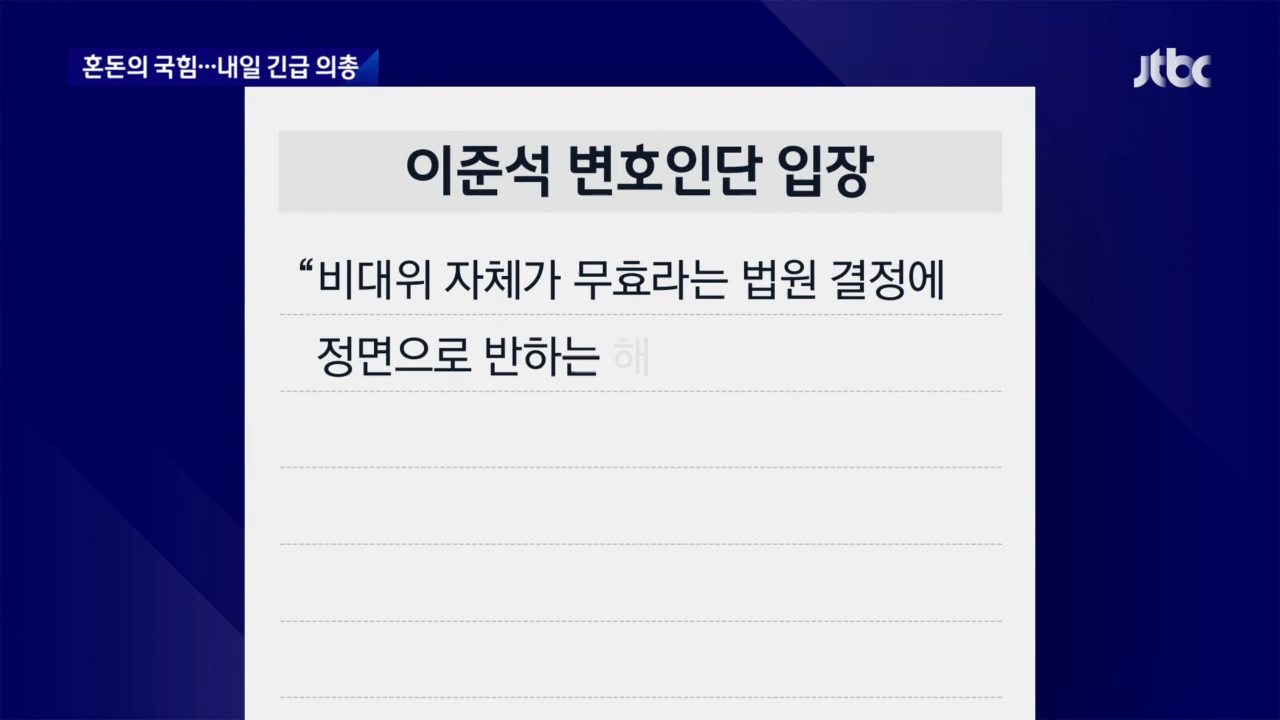 혼돈의 국힘…내일 긴급 의총
jtbc
이준석 변호인단 입장
“비대위 자체가 무효라는 법원 결정에
정면으로 반하는 해